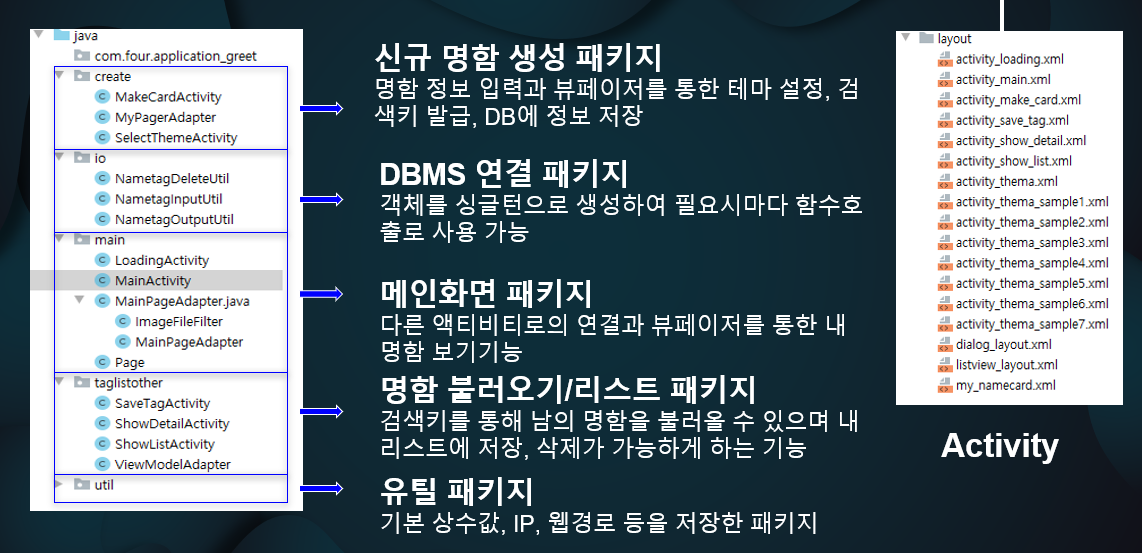 java
com.four.application_greet
create
MakeCardActivity
MyPagerAdapter
SelectThemeActivity
io
NametagDeleteUtil
NametagInputUtil
NametagOutputUtil
main
LoadingActivity
MainActivity
MainPageAdapter.java
ImageFileFilter
MainPageAdapter
Page
taglistother
SaveTagActivity
ShowDetailActivity
ShowListActivity
ViewModelAdapter
util
신규 명함 생성 패키지
명함 정보 입력과 뷰페이저를 통한 테마 설정, 검
색키 발급, DB에 정보 저장
DBMS 연결 패키지
객체를 싱글턴으로 생성하여 필요시마다 함수호
출로 사용 가능
메인화면 패키지
다른 액티비티로의 연결과 뷰페이저를 통한 내
명함 보기기능
명함 불러오기/리스트 패키지
검색키를 통해 남의 명함을 불러올 수 있으며 내
리스트에 저장, 삭제가 가능하게 하는 기능
유틸 패키지
기본 상수값, IP, 웹경로 등을 저장한 패키지
layout
activity_loading.xml
activity_main.xml
activity_make_card.xml
activity_save_tag.xml
activity_show_detail.xml
activity_show_list.xml
activity_thema.xml
activity_thema_sample1.xml
activity_thema_sample2.xml
activity_thema_sample3.xml
activity_thema_sample4.xml
activity_thema_sample5.xml
activity_thema_sample6.xml
activity_thema_sample7.xml
dialog_layout.xml
listview_layout.xml
my_namecard.xml
Activity